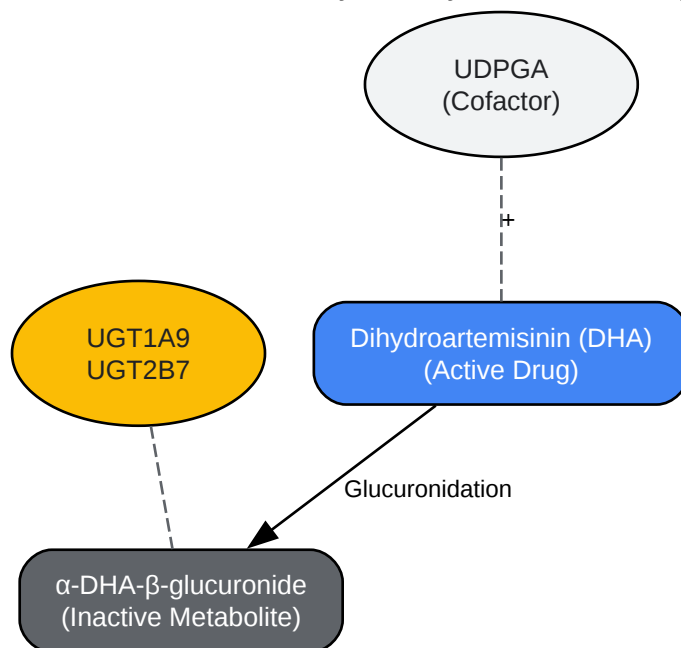 UDPGA
(Cofactor)
+
UGT1A9
UGT2B7
Dihydroartemisinin (DHA)
(Active Drug)
Glucuronidation
α-DHA-β-glucuronide
(Inactive Metabolite)